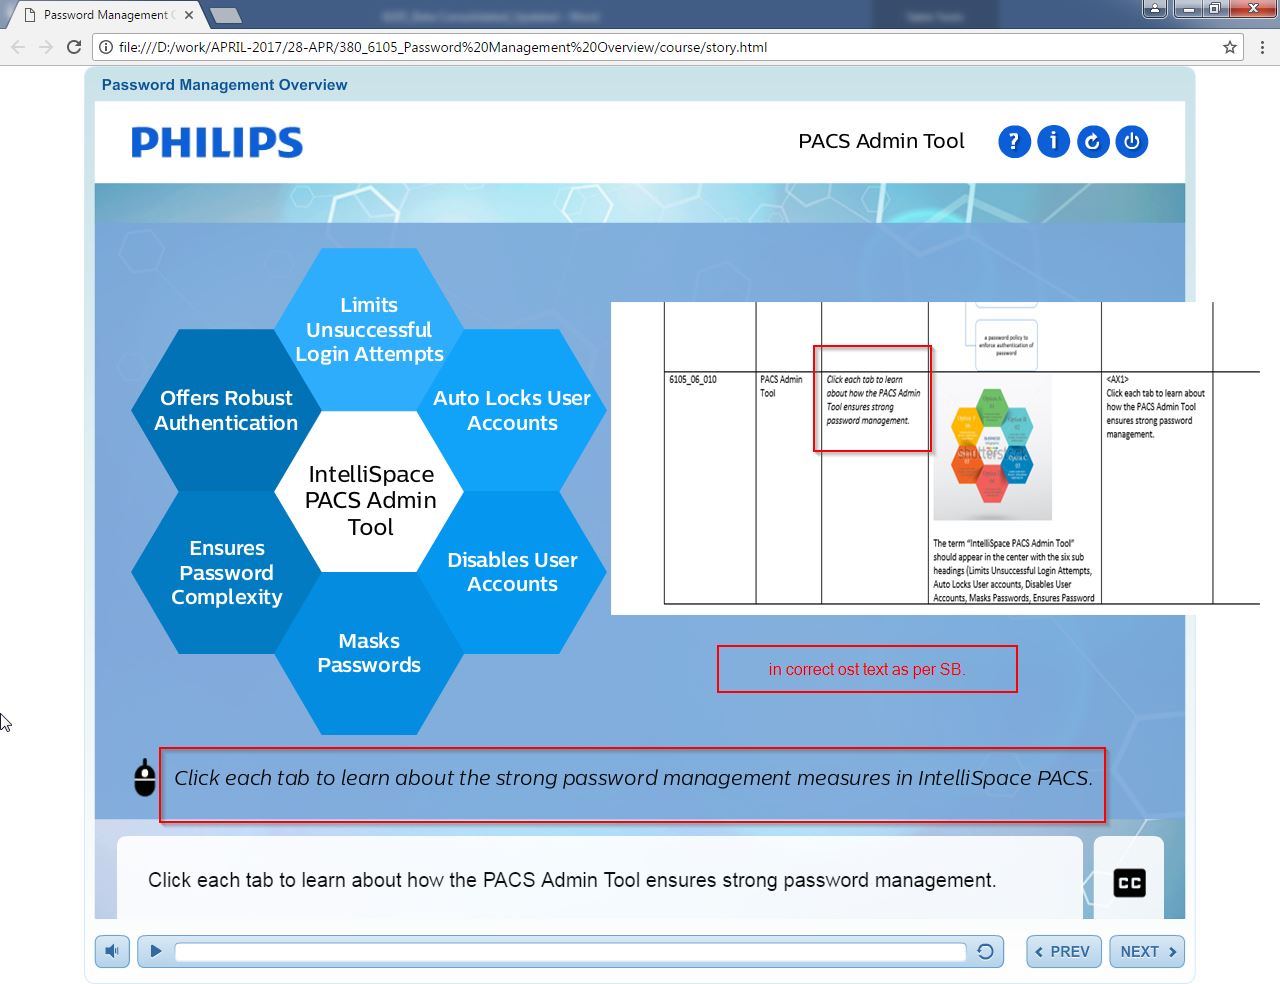 Password Management
file:///D:/work/APRIL-2017/28-APR/380_6105_Password%20Management%20Overview/course/story.html
Password Management Overview
PHILIPS
PACS Admin Tool
? i
Limits
Unsuccessful
Login Attempts
Offers Robust
Authentication
Auto Locks User
Accounts
IntelliSpace
PACS Admin
Tool
Ensures
Password
Complexity
Disables User
Accounts
Masks
Passwords
a password policy to
enforce authentication of
password
6105_06_010
PACS Admin
Tool
Click each tab to learn
about how the PACS Admin
Tool ensures strong
password management.
The term “IntelliSpace PACS Admin Tool”
should appear in the center with the six sub
headings (Limits Unsuccessful Login Attempts,
Auto Locks User accounts, Disables User
Accounts, Masks Passwords, Ensures Password
<AX1>
Click each tab to learn about
how the PACS Admin Tool
ensures strong password
management.
in correct ost text as per SB.
Click each tab to learn about the strong password management measures in IntelliSpace PACS.
Click each tab to learn about how the PACS Admin Tool ensures strong password management.
CC
PREV
NEXT